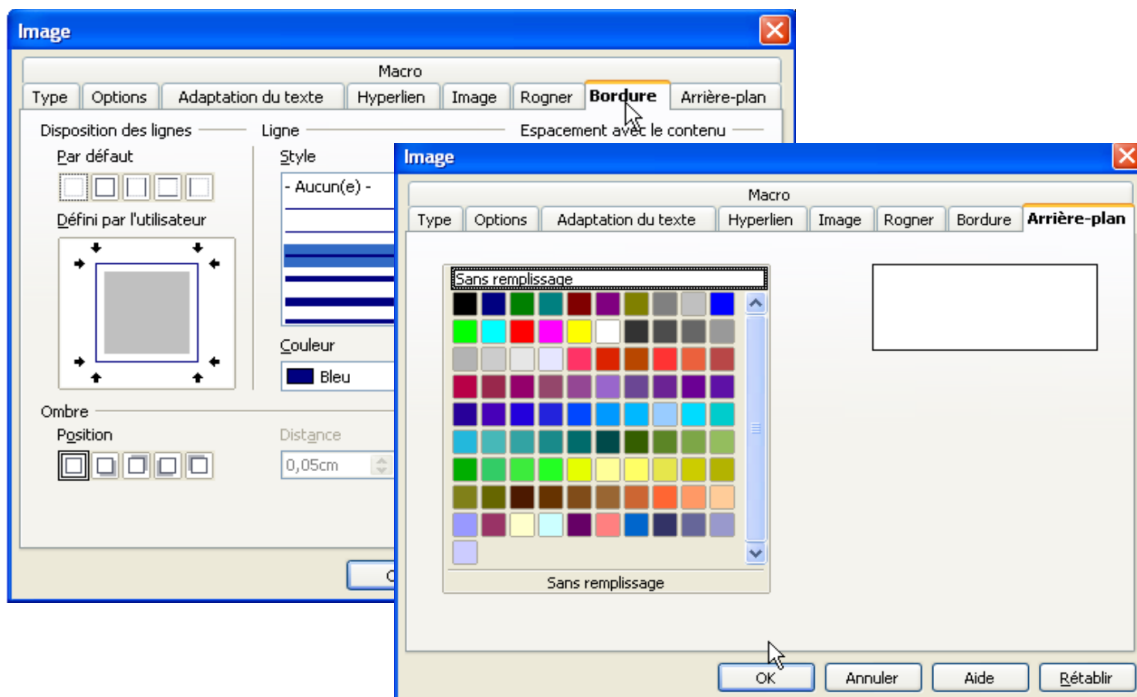 Image
Macro
Type Options Adaptation du texte Hyperlien Image Rogner Bordure Arrière-plan
Disposition des lignes Ligne Espacement avec le contenu
Par défaut Style
- Aucun(e) -
Défini par l'utilisateur
Couleur
Bleu
Ombre
Position Distance
0,05cm
Image
Macro
Type Options Adaptation du texte Hyperlien Image Rogner Bordure Arrière-plan
Sans remplissage
Sans remplissage
OK Annuler Aide Rétablir